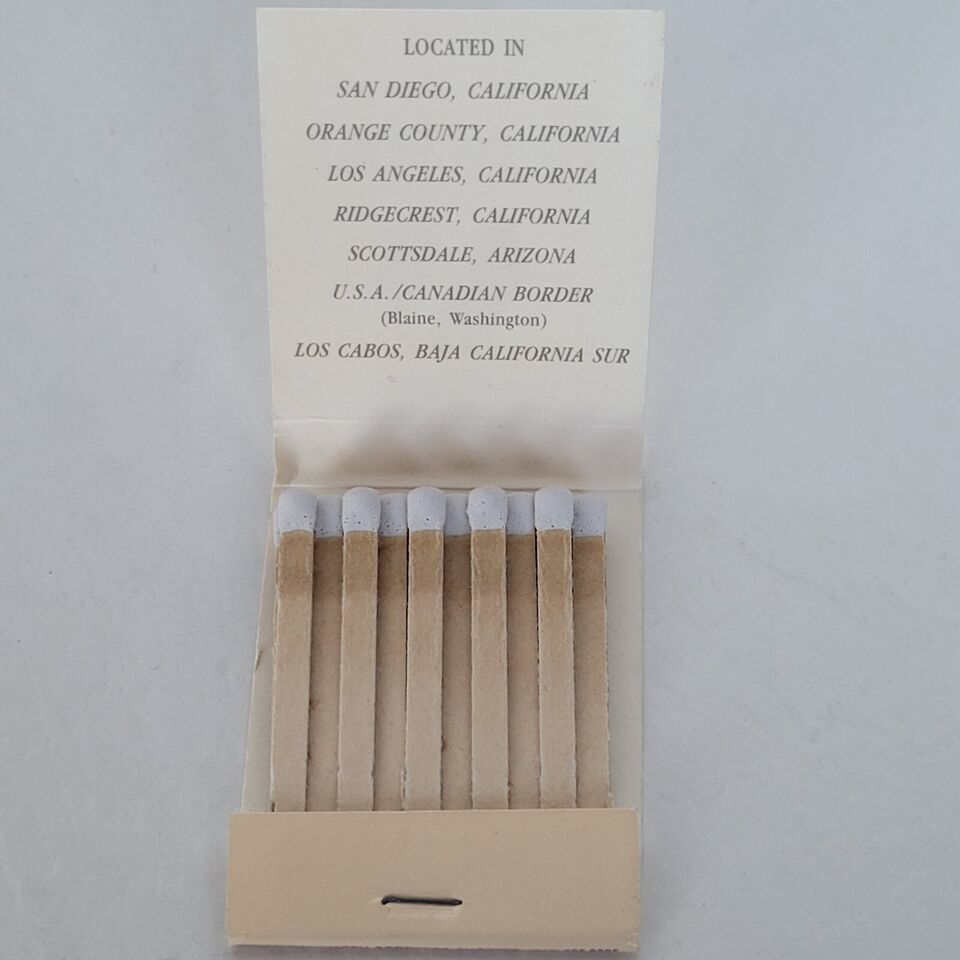 LOCATED IN
SAN DIEGO, CALIFORNIA
ORANGE COUNTY, CALIFORNIA
LOS ANGELES, CALIFORNIA
RIDGECREST, CALIFORNIA
SCOTTSDALE, ARIZONA
U.S.A./CANADIAN BORDER
(Blaine, Washington)
LOS CABOS, BAJA CALIFORNIA SUR